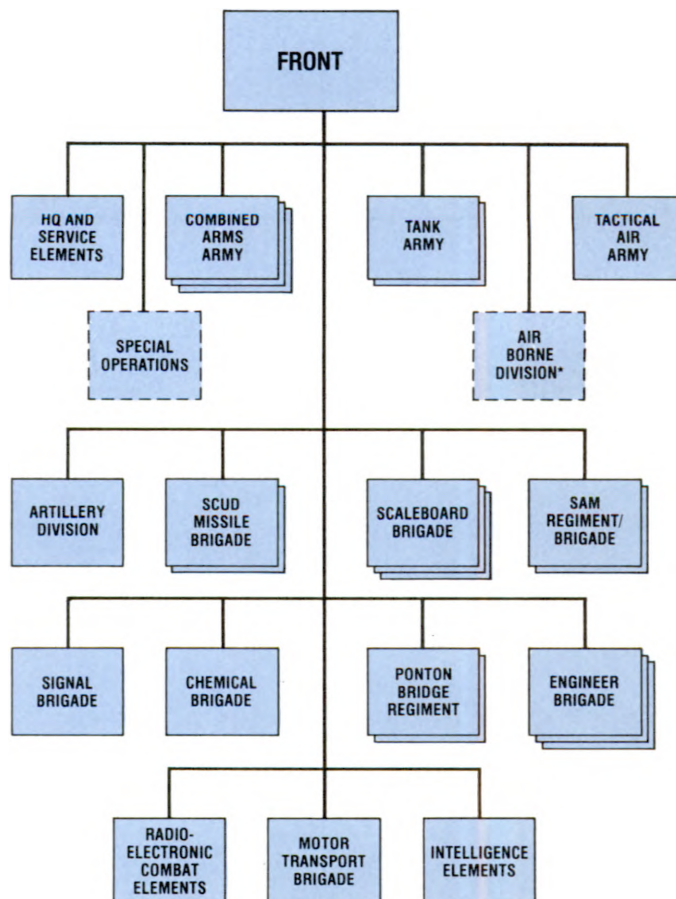 FRONT
HQ AND
SERVICE
ELEMENTS
COMBINED
ARMS
ARMY
TANK
ARMY
TACTICAL
AIR
ARMY
SPECIAL
OPERATIONS
AIR
BORNE
DIVISION*
ARTILLERY
DIVISION
SCUD
MISSILE
BRIGADE
SCALEBOARD
BRIGADE
SAM
REGIMENT/
BRIGADE
SIGNAL
BRIGADE
CHEMICAL
BRIGADE
PONTON
BRIDGE
REGIMENT
ENGINEER
BRIGADE
RADIO-
ELECTRONIC
COMBAT
ELEMENTS
MOTOR
TRANSPORT
BRIGADE
INTELLIGENCE
ELEMENTS